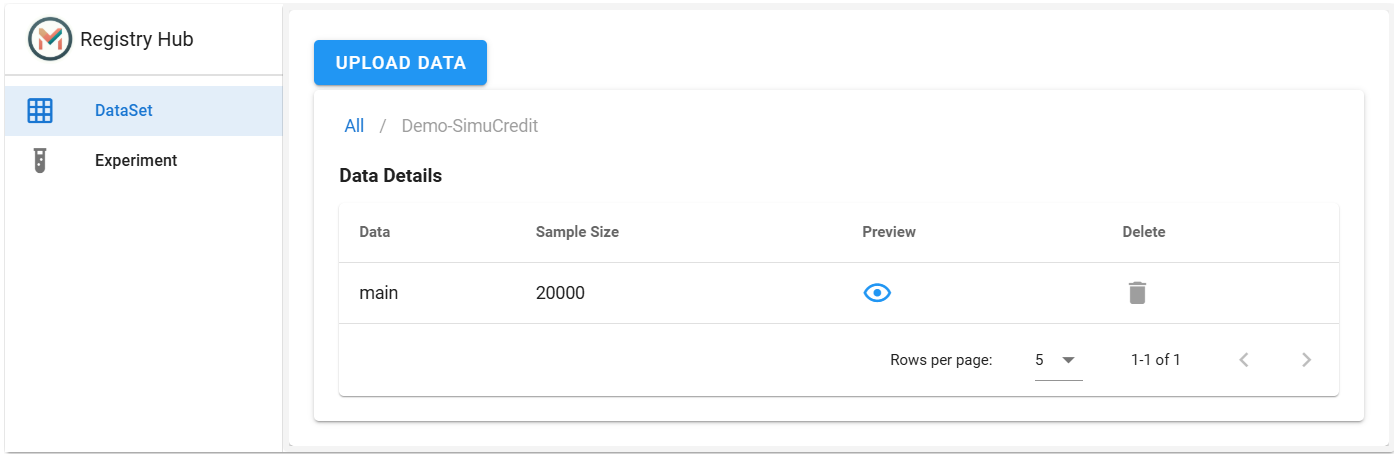 Registry Hub
DataSet
Experiment
UPLOAD DATA
All / Demo-SimuCredit
Data Details
Data Sample Size Preview Delete
main 20000
Rows per page: 5 1-1 of 1